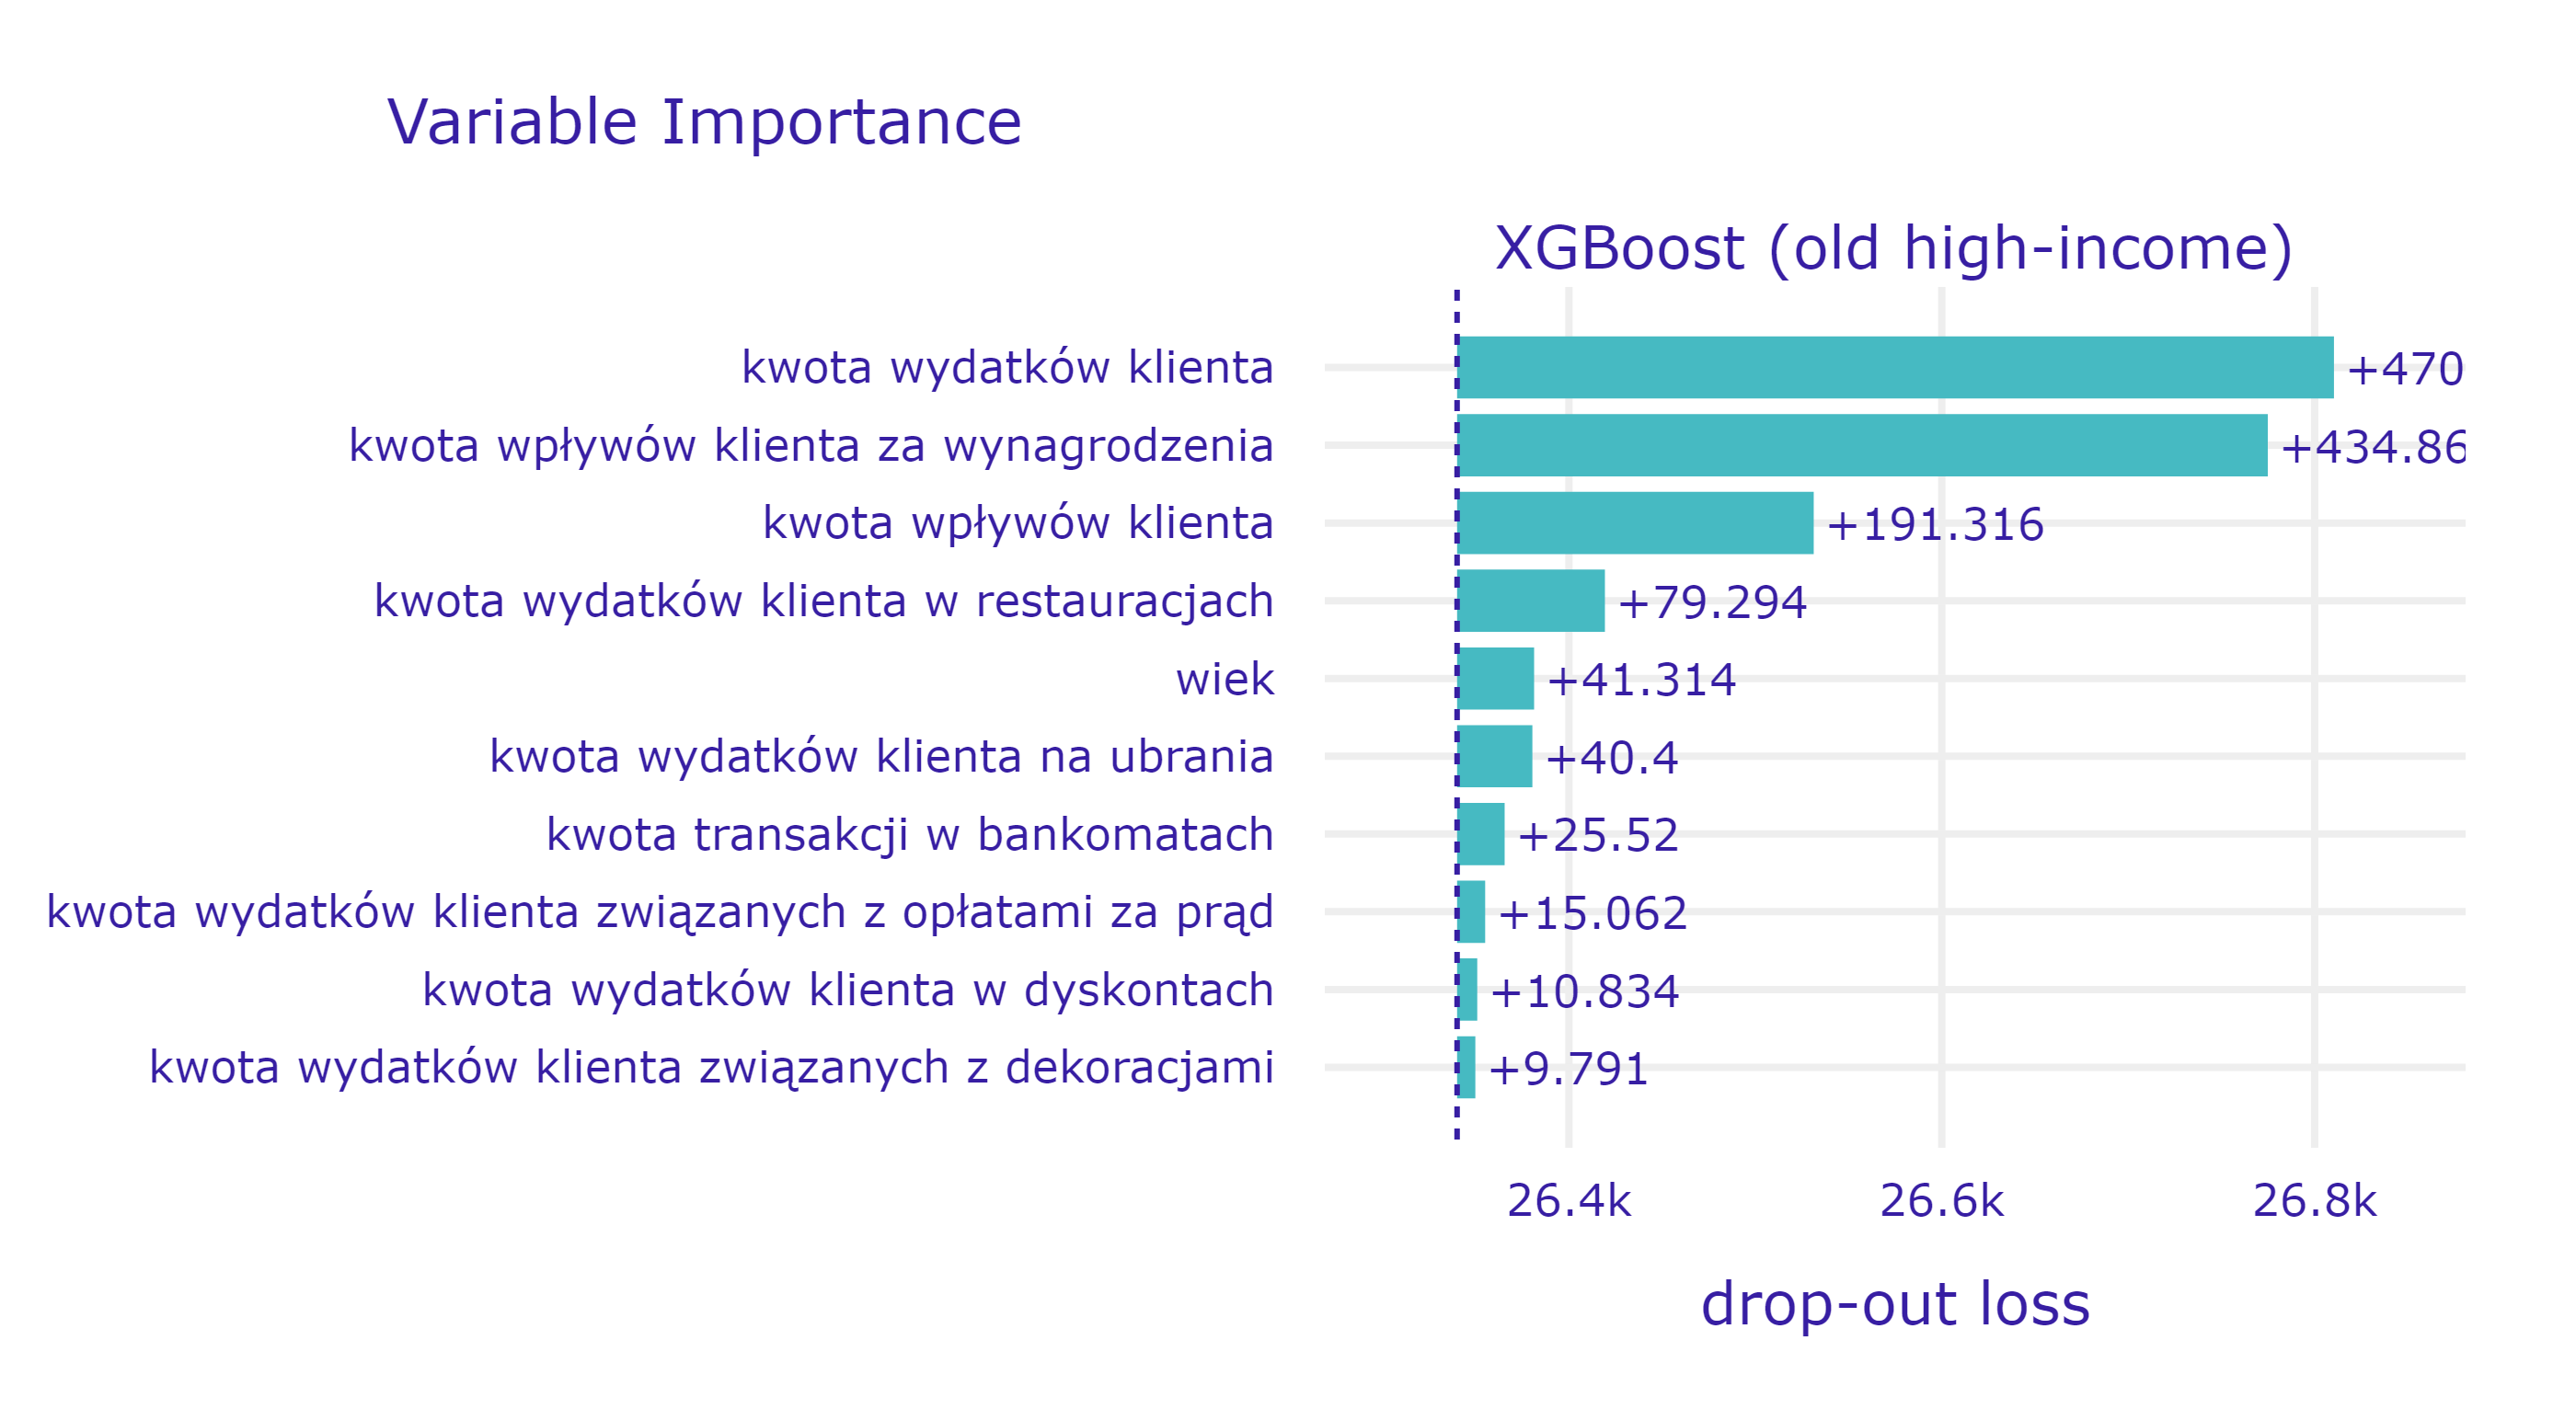 Variable Importance
XGBoost (old high-income)
kwota wydatków klienta +470
kwota wpływów klienta za wynagrodzenia +434.86
kwota wpływów klienta +191.316
kwota wydatków klienta w restauracjach +79.294
wiek +41.314
kwota wydatków klienta na ubrania +40.4
kwota transakcji w bankomatach +25.52
kwota wydatków klienta związanych z opłatami za prąd +15.062
kwota wydatków klienta w dyskontach +10.834
kwota wydatków klienta związanych z dekoracjami +9.791
26.4k 26.6k 26.8k
drop-out loss